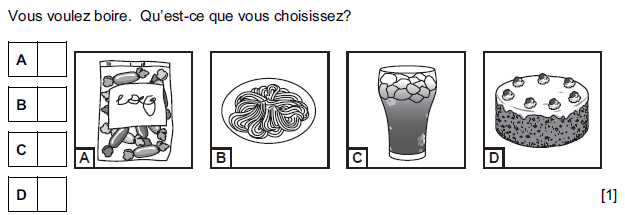 Vous voulez boire. Qu'est-ce que vous choisissez?
A
B
C
D
A B C D
[1]